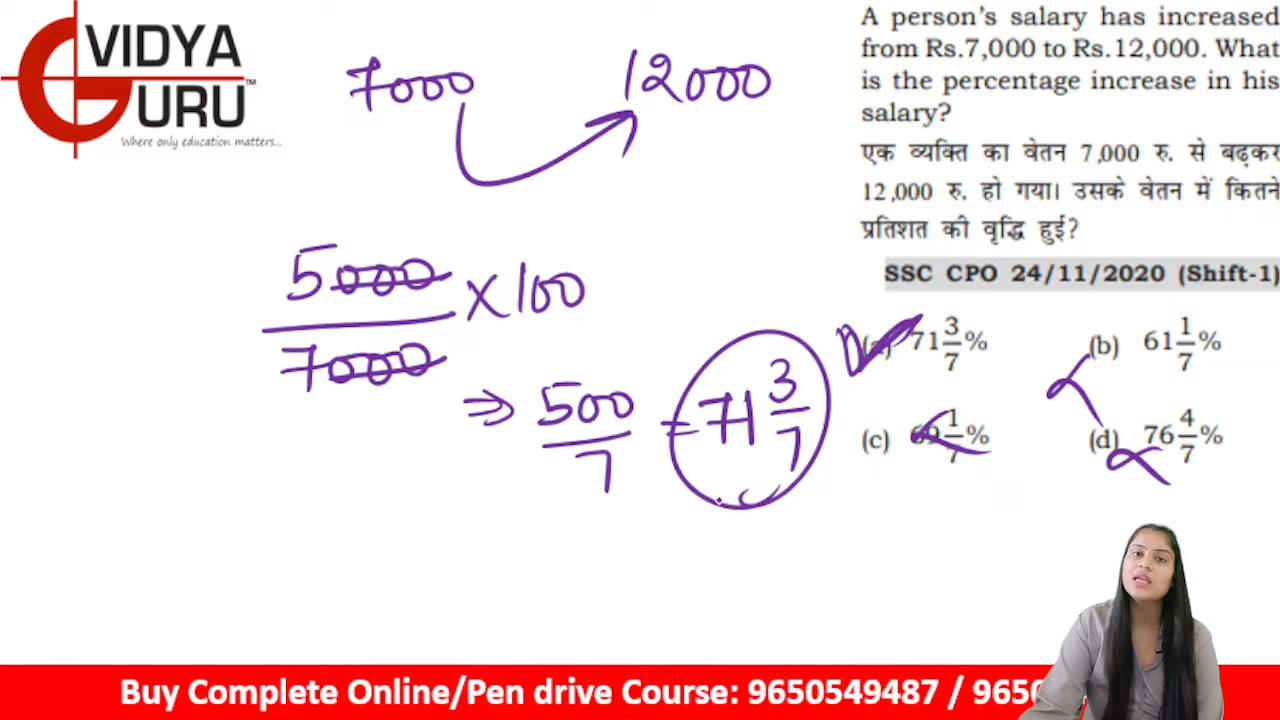 VIDYA
GURU™
Where only education matters...
7000 12000
5000
7000
×100
⇒ 500/7 = 71 3/7
A person's salary has increased
from Rs.7,000 to Rs.12,000. What
is the percentage increase in his
salary?
एक व्यक्ति का वेतन 7,000 रु. से बढ़कर
12,000 रु. हो गया। उसके वेतन में कितने
प्रतिशत की वृद्धि हुई?
SSC CPO 24/11/2020 (Shift-1)
(a) 71 3/7 % (b) 61 1/7 %
(c) 69 1/7 % (d) 76 4/7 %
Buy Complete Online/Pen drive Course: 9650549487 /